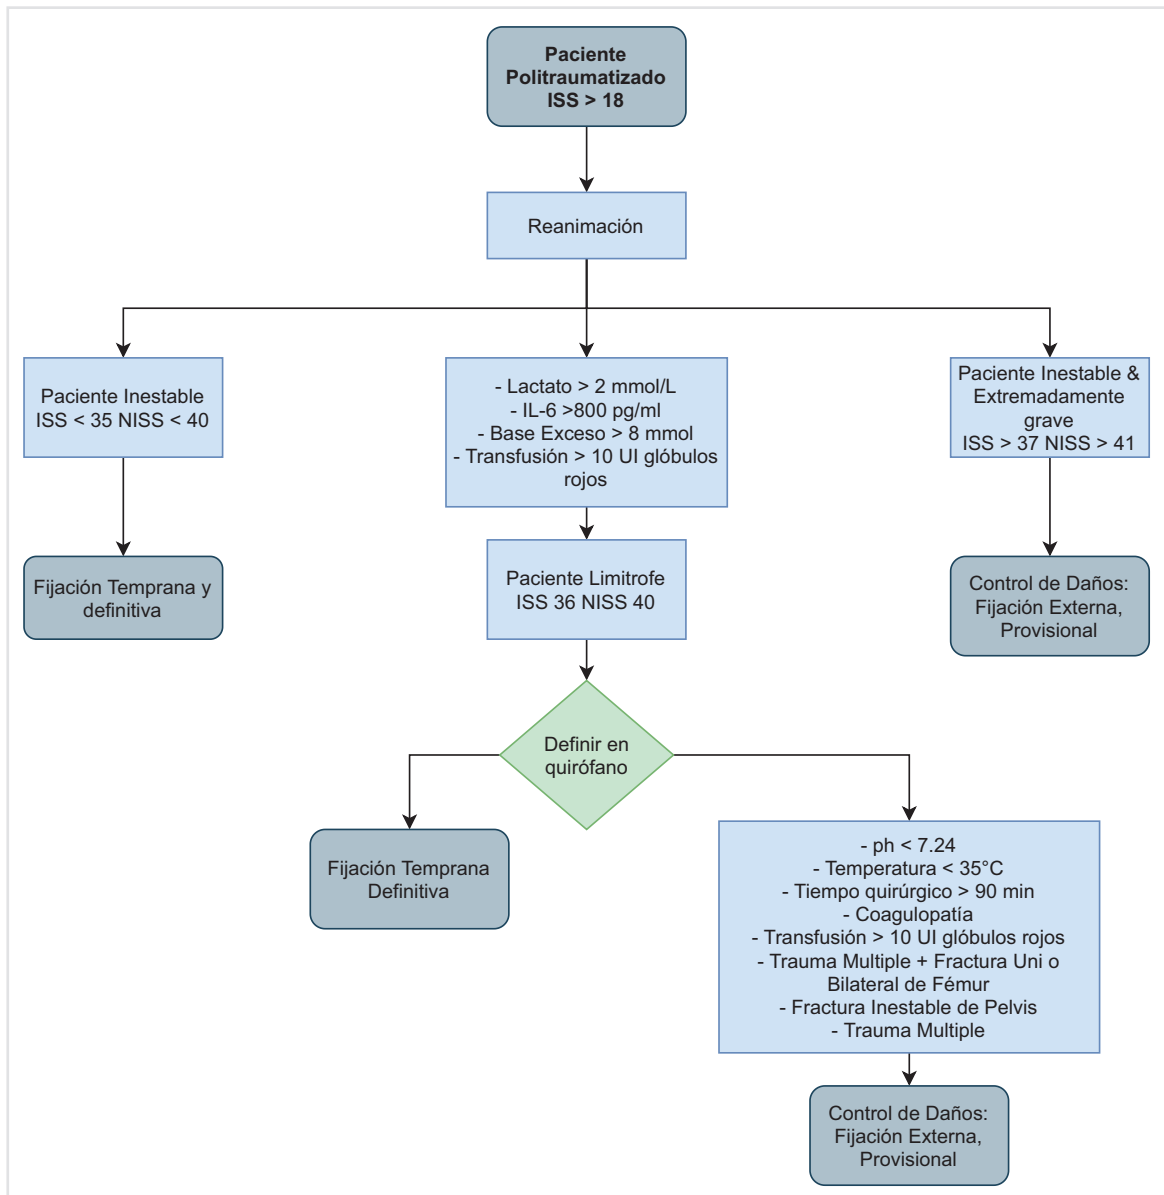 Paciente
Politraumatizado
ISS > 18
Reanimación
Paciente Inestable
ISS < 35 NISS < 40
- Lactato > 2 mmol/L
- IL-6 >800 pg/ml
- Base Exceso > 8 mmol
- Transfusión > 10 UI glóbulos
rojos
Paciente Inestable &
Extremadamente
grave
ISS > 37 NISS > 41
Fijación Temprana y
definitiva
Paciente Limitrofe
ISS 36 NISS 40
Control de Daños:
Fijación Externa,
Provisional
Definir en
quirófano
Fijación Temprana
Definitiva
- ph < 7.24
- Temperatura < 35°C
- Tiempo quirúrgico > 90 min
- Coagulopatía
- Transfusión > 10 UI glóbulos rojos
- Trauma Multiple + Fractura Uni o
Bilateral de Fémur
- Fractura Inestable de Pelvis
- Trauma Multiple
Control de Daños:
Fijación Externa,
Provisional